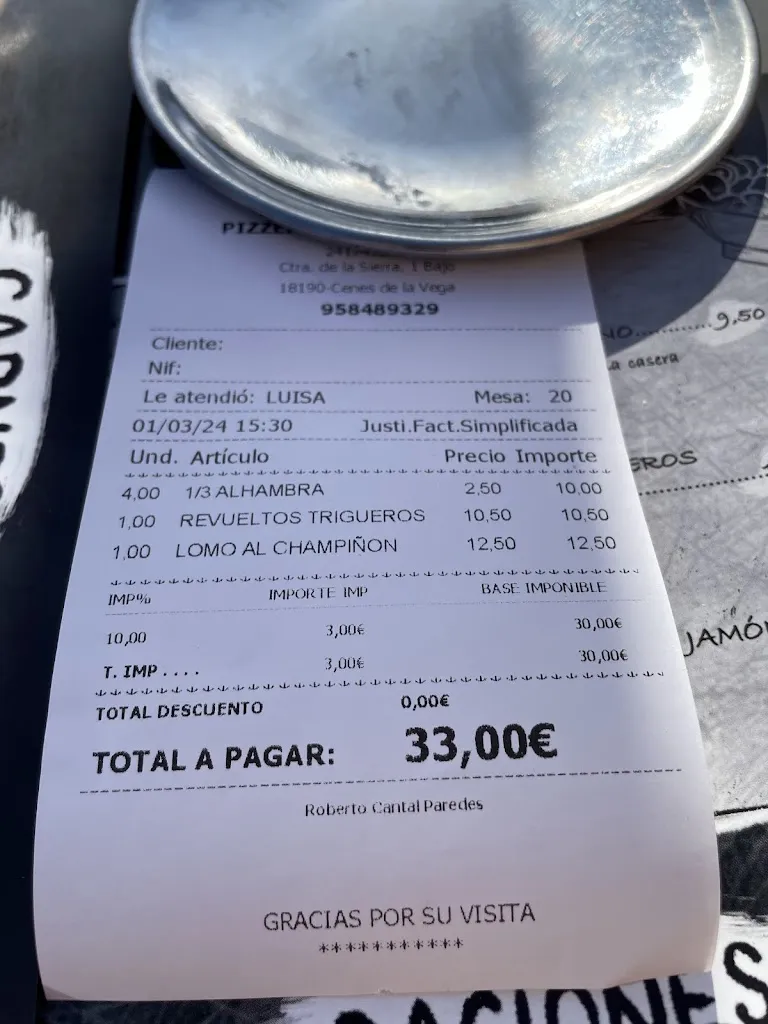 Ctra. de la Sierra, 1 Bajo
18190-Cenes de la Vega
958489329
Cliente:
Nif:
Le atendió: LUISA Mesa: 20
01/03/24 15:30 Justi.Fact.Simplificada
Und. Artículo Precio Importe
4,00 1/3 ALHAMBRA 2,50 10,00
1,00 REVUELTOS TRIGUEROS 10,50 10,50
1,00 LOMO AL CHAMPIÑON 12,50 12,50
IMP% IMPORTE IMP BASE IMPONIBLE
10,00 3,00€ 30,00€
T. IMP .... 3,00€ 30,00€
TOTAL DESCUENTO 0,00€
TOTAL A PAGAR: 33,00€
Roberto Cantal Paredes
GRACIAS POR SU VISITA
***********
9,50
casera